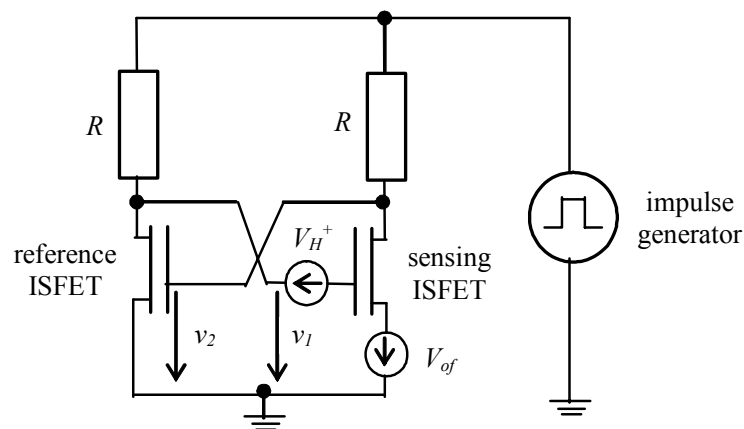 R
R
impulse
generator
reference
ISFET
V_H^+
sensing
ISFET
v_2
v_1
V_of